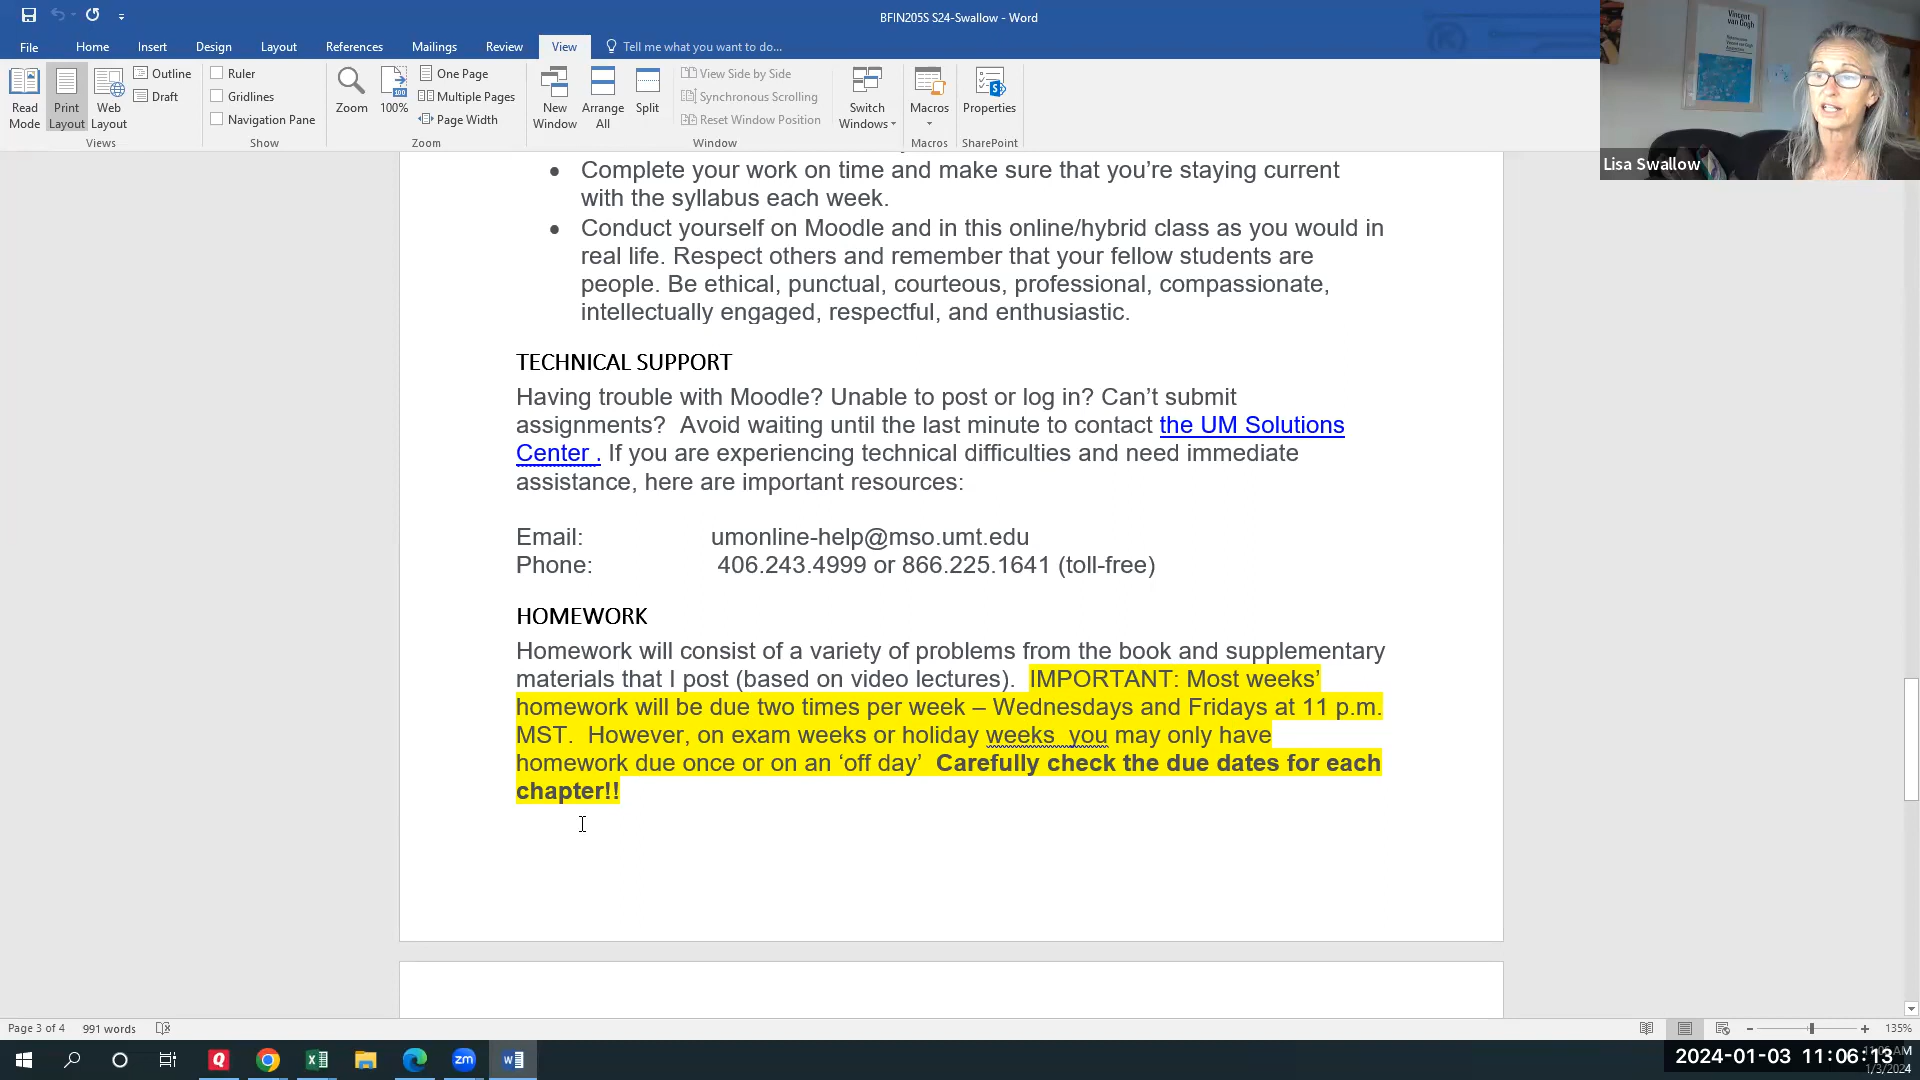 BFIN205S S24-Swallow - Word
File Home Insert Design Layout References Mailings Review View Tell me what you want to do...
Read Mode
Print Layout
Web Layout
Outline
Draft
Views
Ruler
Gridlines
Navigation Pane
Show
Zoom
100%
One Page
Multiple Pages
Page Width
Zoom
New Window
Arrange All
Split
View Side by Side
Synchronous Scrolling
Reset Window Position
Switch Windows
Window
Macros
Macros
Properties
SharePoint
Vincent
van Gogh
Lisa Swallow
• Complete your work on time and make sure that you’re staying current
with the syllabus each week.
• Conduct yourself on Moodle and in this online/hybrid class as you would in
real life. Respect others and remember that your fellow students are
people. Be ethical, punctual, courteous, professional, compassionate,
intellectually engaged, respectful, and enthusiastic.
TECHNICAL SUPPORT
Having trouble with Moodle? Unable to post or log in? Can’t submit
assignments?  Avoid waiting until the last minute to contact the UM Solutions
Center . If you are experiencing technical difficulties and need immediate
assistance, here are important resources:
Email: umonline-help@mso.umt.edu
Phone: 406.243.4999 or 866.225.1641 (toll-free)
HOMEWORK
Homework will consist of a variety of problems from the book and supplementary
materials that I post (based on video lectures).  IMPORTANT: Most weeks’
homework will be due two times per week – Wednesdays and Fridays at 11 p.m.
MST.  However, on exam weeks or holiday weeks  you may only have
homework due once or on an ‘off day’  Carefully check the due dates for each
chapter!!
Page 3 of 4 991 words
135%
2024-01-03 11:06:13
1/3/2024